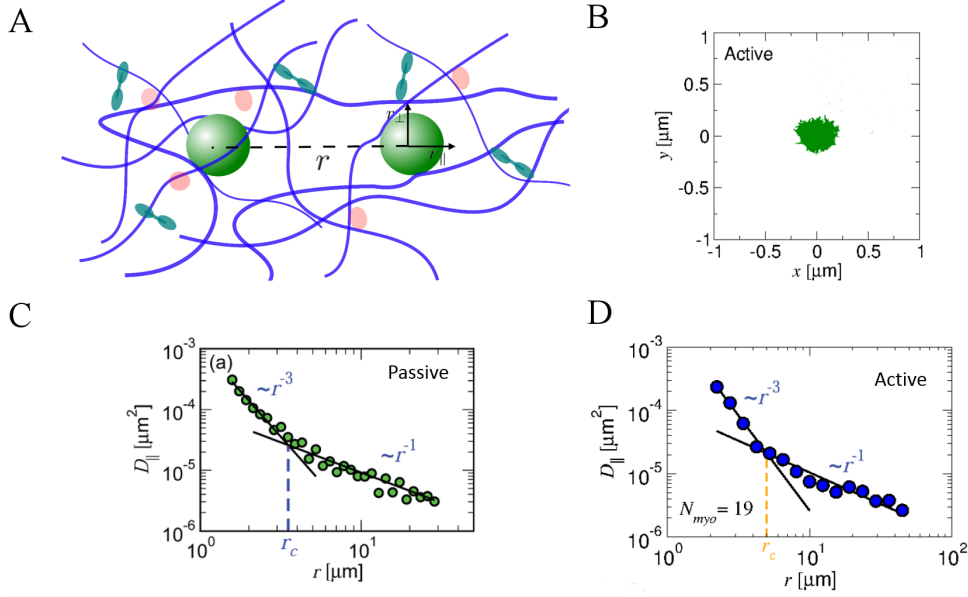 A
r
r⊥
r∥
B
Active
y [μm]
1
0.5
0
-0.5
-1
-1
-0.5
0
0.5
1
x [μm]
C
(a)
Passive
D∥ [μm²]
10⁻³
10⁻⁴
10⁻⁵
10⁻⁶
~r⁻³
~r⁻¹
10⁰
r_c
10¹
r [μm]
D
Active
D∥ [μm²]
10⁻³
10⁻⁴
10⁻⁵
10⁻⁶
~r⁻³
~r⁻¹
N_myo = 19
10⁰
r_c
10¹
10²
r [μm]